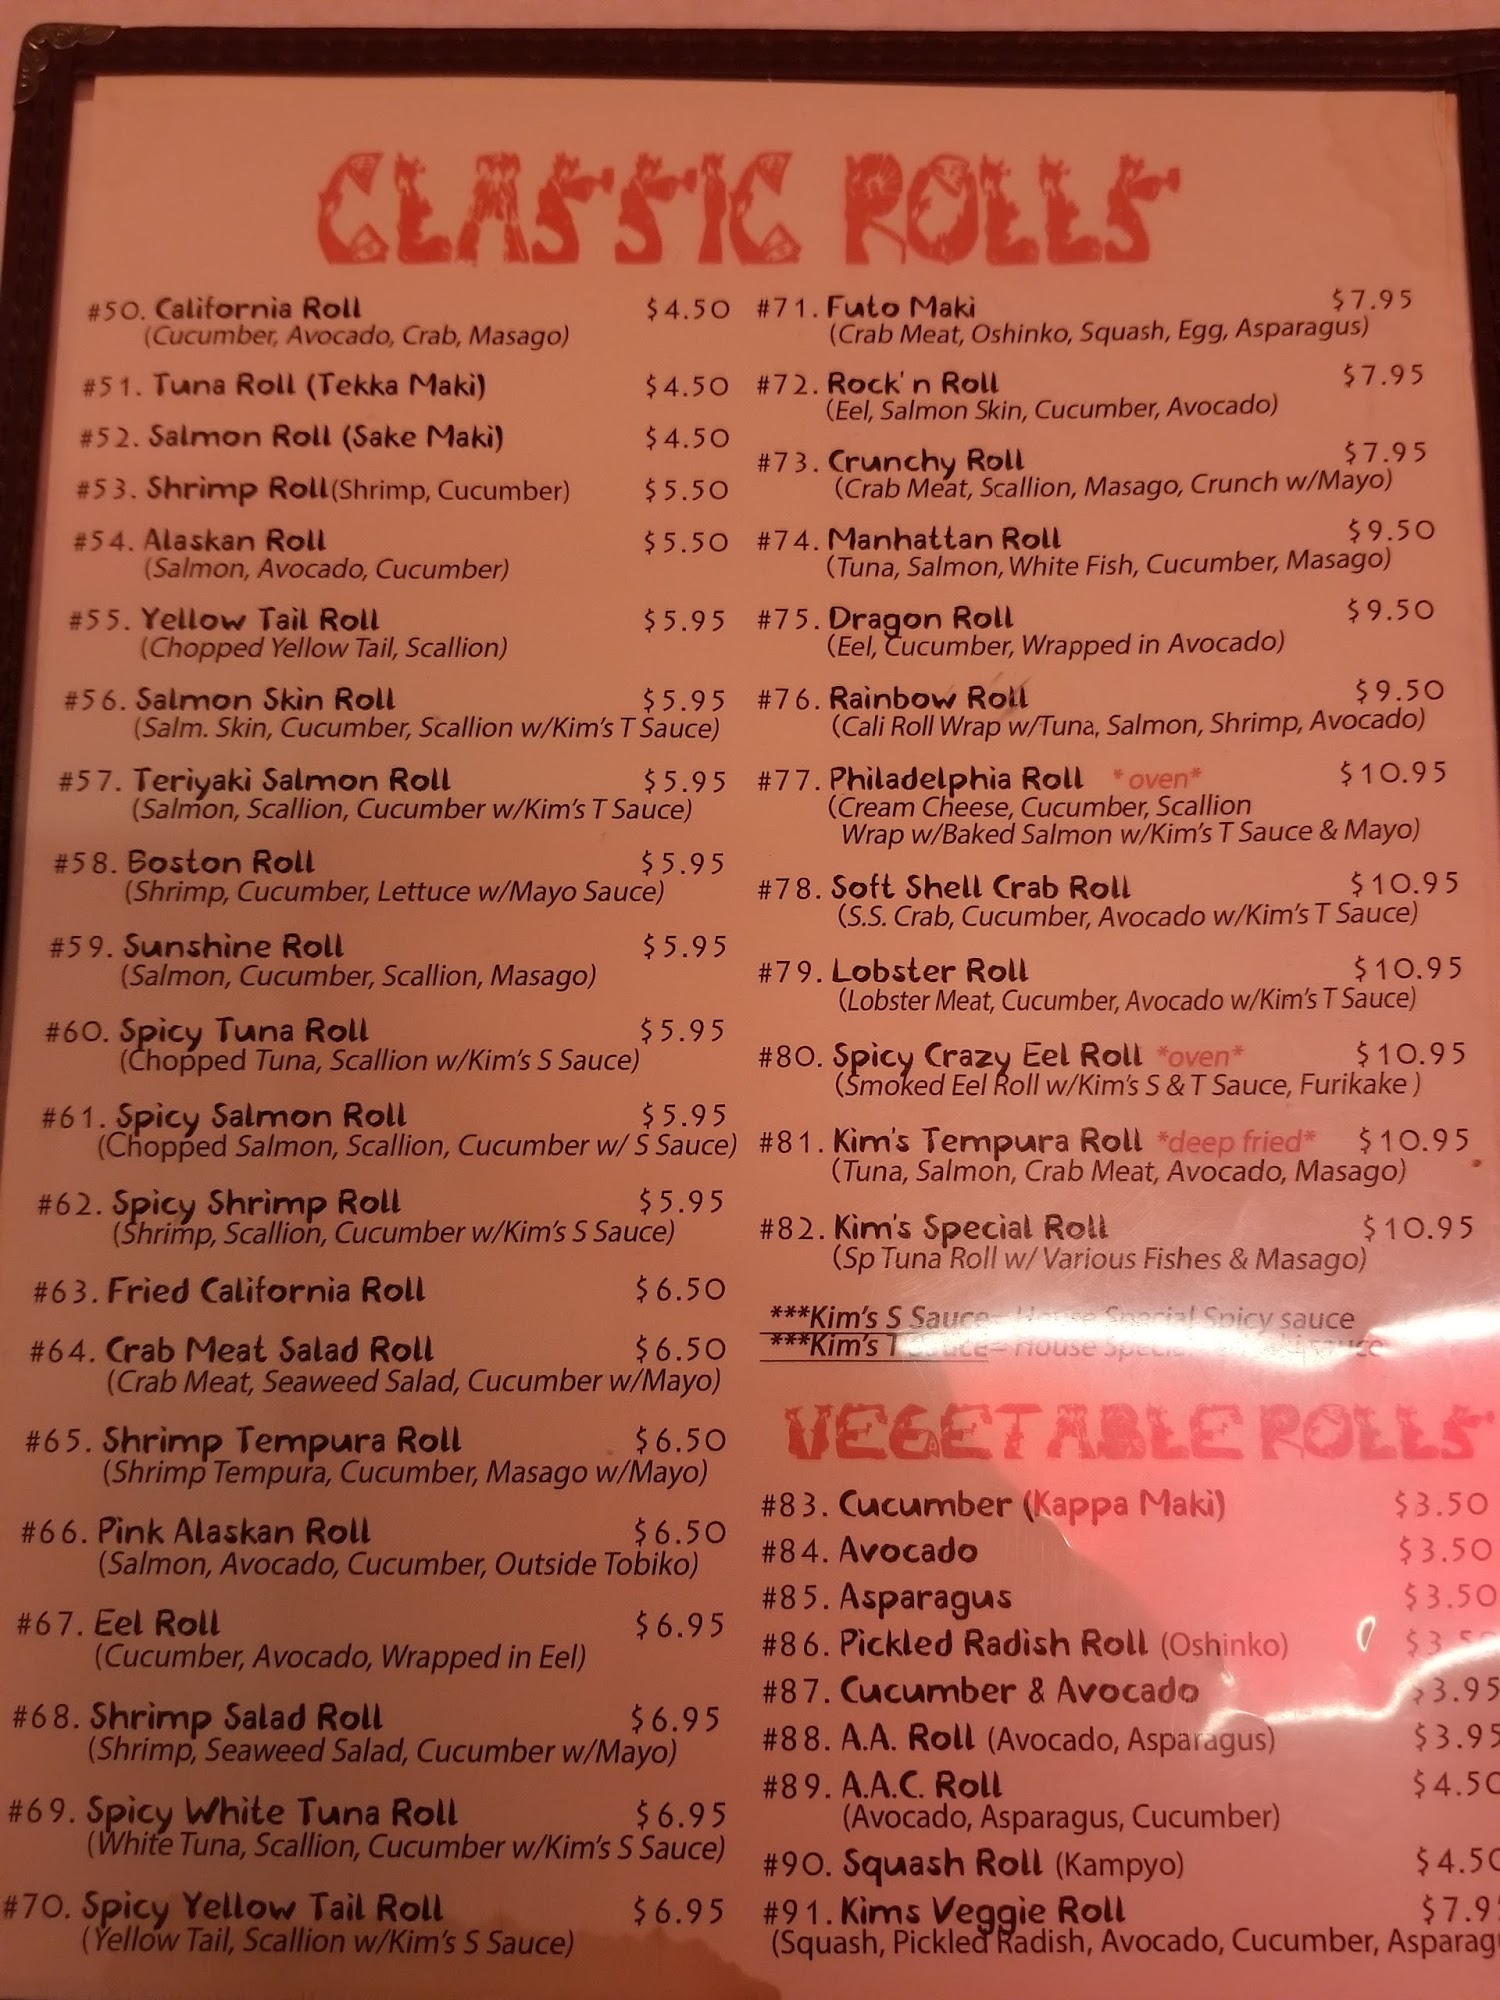 CLASSIC ROLLS
#50. California Roll $4.50
(Cucumber, Avocado, Crab, Masago)
#51. Tuna Roll (Tekka Maki) $4.50
#52. Salmon Roll (Sake Maki) $4.50
#53. Shrimp Roll(Shrimp, Cucumber) $5.50
#54. Alaskan Roll $5.50
(Salmon, Avocado, Cucumber)
#55. Yellow Tail Roll $5.95
(Chopped Yellow Tail, Scallion)
#56. Salmon Skin Roll $5.95
(Salm. Skin, Cucumber, Scallion w/Kim's T Sauce)
#57. Teriyaki Salmon Roll $5.95
(Salmon, Scallion, Cucumber w/Kim's T Sauce)
#58. Boston Roll $5.95
(Shrimp, Cucumber, Lettuce w/Mayo Sauce)
#59. Sunshine Roll $5.95
(Salmon, Cucumber, Scallion, Masago)
#60. Spicy Tuna Roll $5.95
(Chopped Tuna, Scallion w/Kim's S Sauce)
#61. Spicy Salmon Roll $5.95
(Chopped Salmon, Scallion, Cucumber w/ S Sauce)
#62. Spicy Shrimp Roll $5.95
(Shrimp, Scallion, Cucumber w/Kim's S Sauce)
#63. Fried California Roll $6.50
#64. Crab Meat Salad Roll $6.50
(Crab Meat, Seaweed Salad, Cucumber w/Mayo)
#65. Shrimp Tempura Roll $6.50
(Shrimp Tempura, Cucumber, Masago w/Mayo)
#66. Pink Alaskan Roll $6.50
(Salmon, Avocado, Cucumber, Outside Tobiko)
#67. Eel Roll $6.95
(Cucumber, Avocado, Wrapped in Eel)
#68. Shrimp Salad Roll $6.95
(Shrimp, Seaweed Salad, Cucumber w/Mayo)
#69. Spicy White Tuna Roll $6.95
(White Tuna, Scallion, Cucumber w/Kim's S Sauce)
#70. Spicy Yellow Tail Roll $6.95
(Yellow Tail, Scallion w/Kim's S Sauce)
#71. Futo Maki $7.95
(Crab Meat, Oshinko, Squash, Egg, Asparagus)
#72. Rock'n Roll $7.95
(Eel, Salmon Skin, Cucumber, Avocado)
#73. Crunchy Roll $7.95
(Crab Meat, Scallion, Masago, Crunch w/Mayo)
#74. Manhattan Roll $9.50
(Tuna, Salmon, White Fish, Cucumber, Masago)
#75. Dragon Roll $9.50
(Eel, Cucumber, Wrapped in Avocado)
#76. Rainbow Roll $9.50
(Cali Roll Wrap w/Tuna, Salmon, Shrimp, Avocado)
#77. Philadelphia Roll *oven* $10.95
(Cream Cheese, Cucumber, Scallion
Wrap w/Baked Salmon w/Kim's T Sauce & Mayo)
#78. Soft Shell Crab Roll $10.95
(S.S. Crab, Cucumber, Avocado w/Kim's T Sauce)
#79. Lobster Roll $10.95
(Lobster Meat, Cucumber, Avocado w/Kim's T Sauce)
#80. Spicy Crazy Eel Roll *oven* $10.95
(Smoked Eel Roll w/Kim's S & T Sauce, Furikake )
#81. Kim's Tempura Roll *deep fried* $10.95
(Tuna, Salmon, Crab Meat, Avocado, Masago)
#82. Kim's Special Roll $10.95
(Sp Tuna Roll w/ Various Fishes & Masago)
***Kim's S Sauce= House Special Spicy sauce
***Kim's T Sauce= House Special sauce
VEGETABLE ROLLS
#83. Cucumber (Kappa Maki) $3.50
#84. Avocado $3.50
#85. Asparagus $3.50
#86. Pickled Radish Roll (Oshinko) $3.50
#87. Cucumber & Avocado $3.95
#88. A.A. Roll (Avocado, Asparagus) $3.95
#89. A.A.C. Roll $4.50
(Avocado, Asparagus, Cucumber)
#90. Squash Roll (Kampyo) $4.50
#91. Kims Veggie Roll $7.9
(Squash, Pickled Radish, Avocado, Cucumber, Asparag